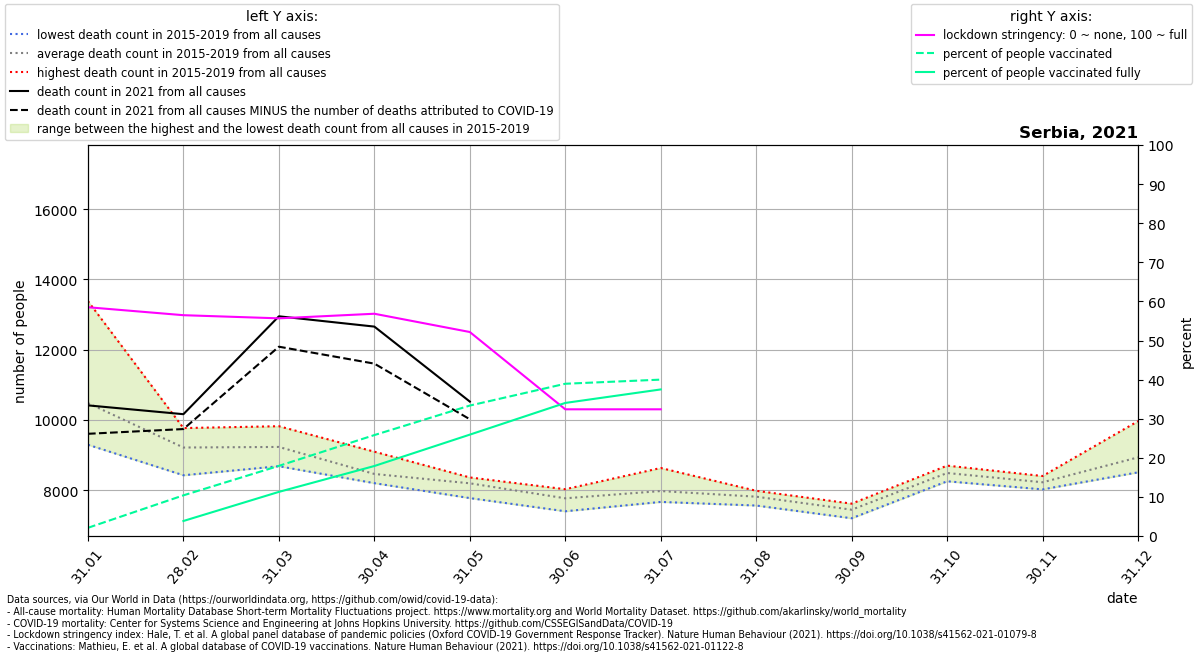 left Y axis:
lowest death count in 2015-2019 from all causes
average death count in 2015-2019 from all causes
highest death count in 2015-2019 from all causes
death count in 2021 from all causes
death count in 2021 from all causes MINUS the number of deaths attributed to COVID-19
range between the highest and the lowest death count from all causes in 2015-2019
right Y axis:
lockdown stringency: 0 ~ none, 100 ~ full
percent of people vaccinated
percent of people vaccinated fully
Serbia, 2021
number of people
16000
14000
12000
10000
8000
100
90
80
70
60
50
40
30
20
10
0
percent
31.01
28.02
31.03
30.04
31.05
30.06
31.07
31.08
30.09
31.10
30.11
31.12
date
Data sources, via Our World in Data (https://ourworldindata.org, https://github.com/owid/covid-19-data):
- All-cause mortality: Human Mortality Database Short-term Mortality Fluctuations project. https://www.mortality.org and World Mortality Dataset. https://github.com/akarlinsky/world_mortality
- COVID-19 mortality: Center for Systems Science and Engineering at Johns Hopkins University. https://github.com/CSSEGISandData/COVID-19
- Lockdown stringency index: Hale, T. et al. A global panel database of pandemic policies (Oxford COVID-19 Government Response Tracker). Nature Human Behaviour (2021). https://doi.org/10.1038/s41562-021-01079-8
- Vaccinations: Mathieu, E. et al. A global database of COVID-19 vaccinations. Nature Human Behaviour (2021). https://doi.org/10.1038/s41562-021-01122-8